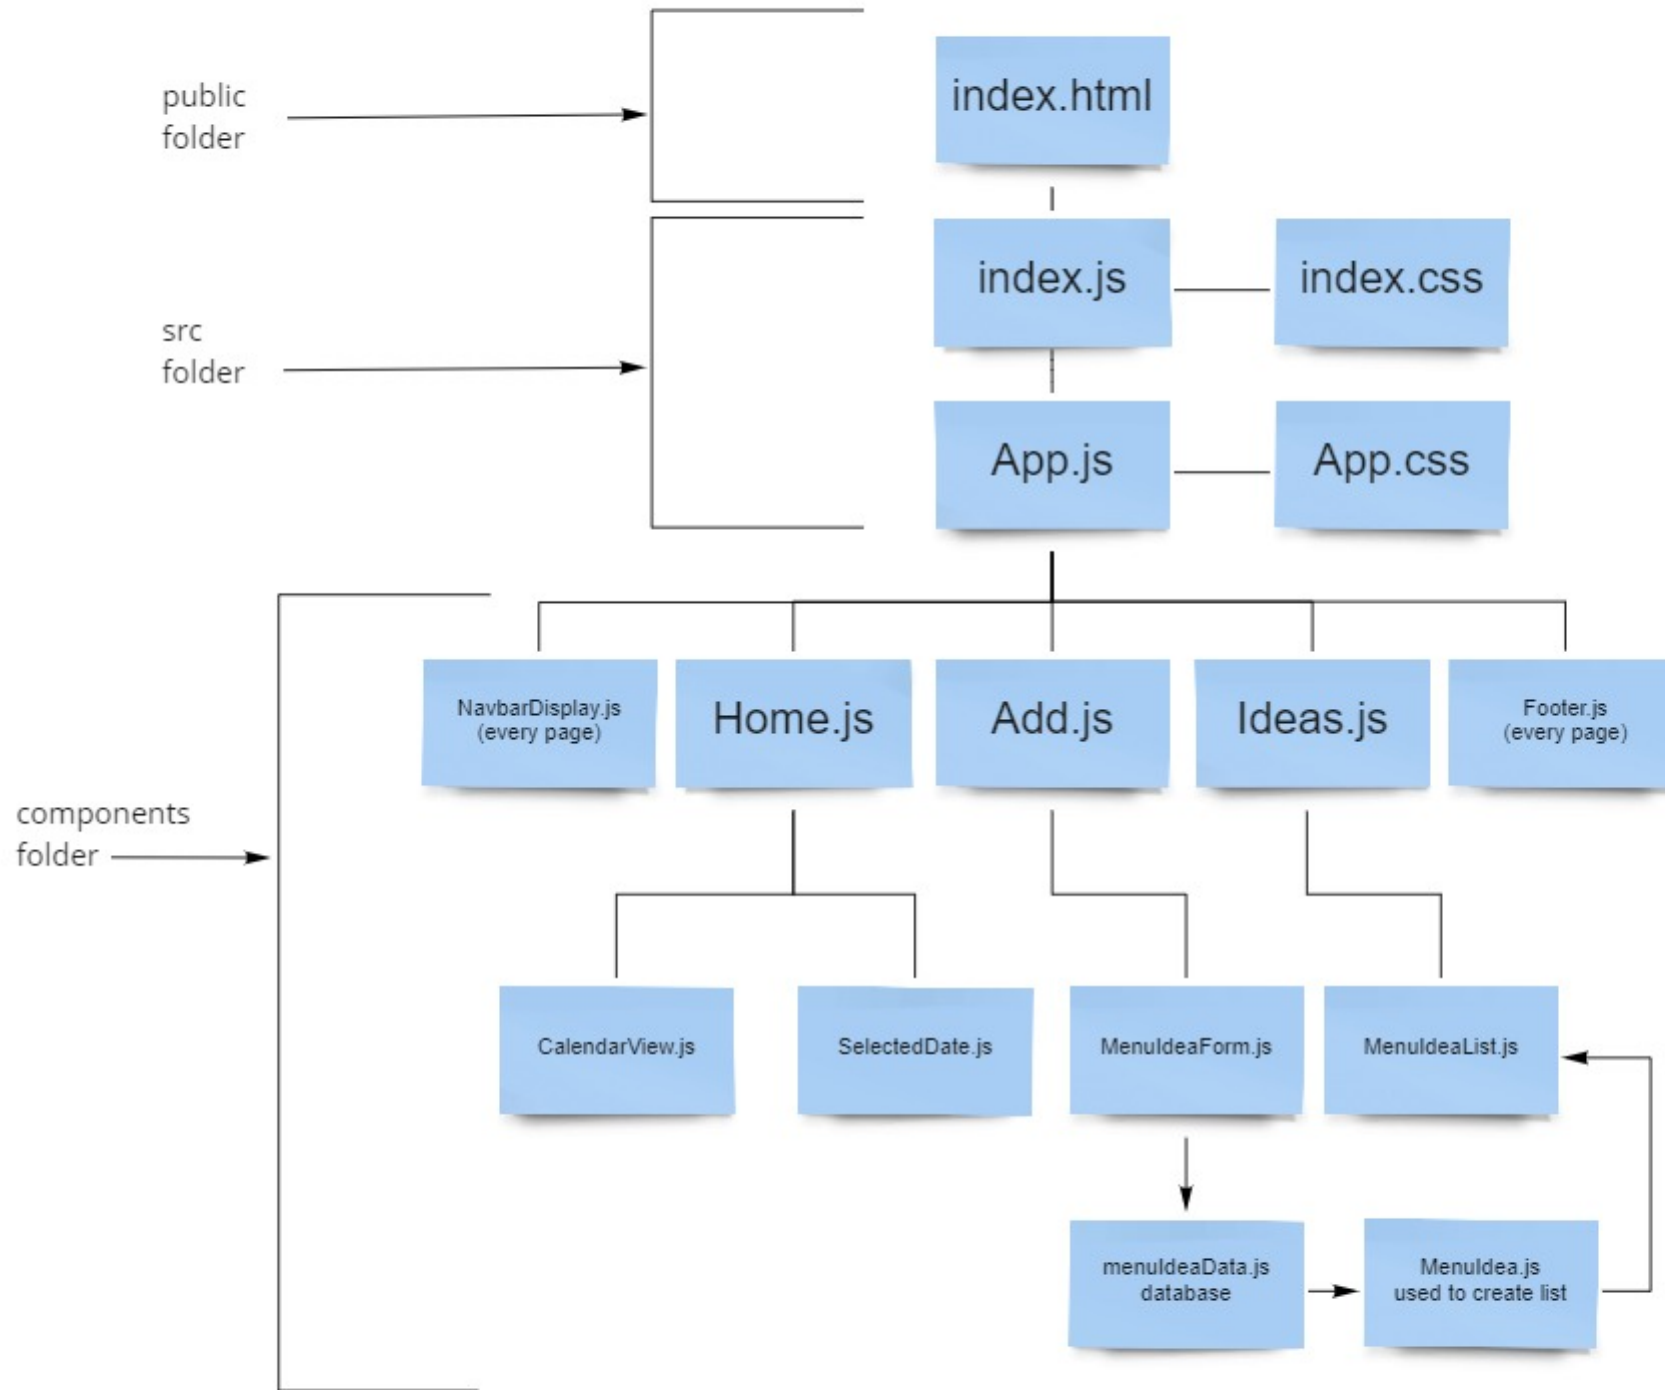 public
folder
index.html
src
folder
index.js
index.css
App.js
App.css
components
folder
NavbarDisplay.js
(every page)
Home.js
Add.js
Ideas.js
Footer.js
(every page)
CalendarView.js
SelectedDate.js
MenuIdeaForm.js
MenuIdeaList.js
menuIdeaData.js
database
MenuIdea.js
used to create list